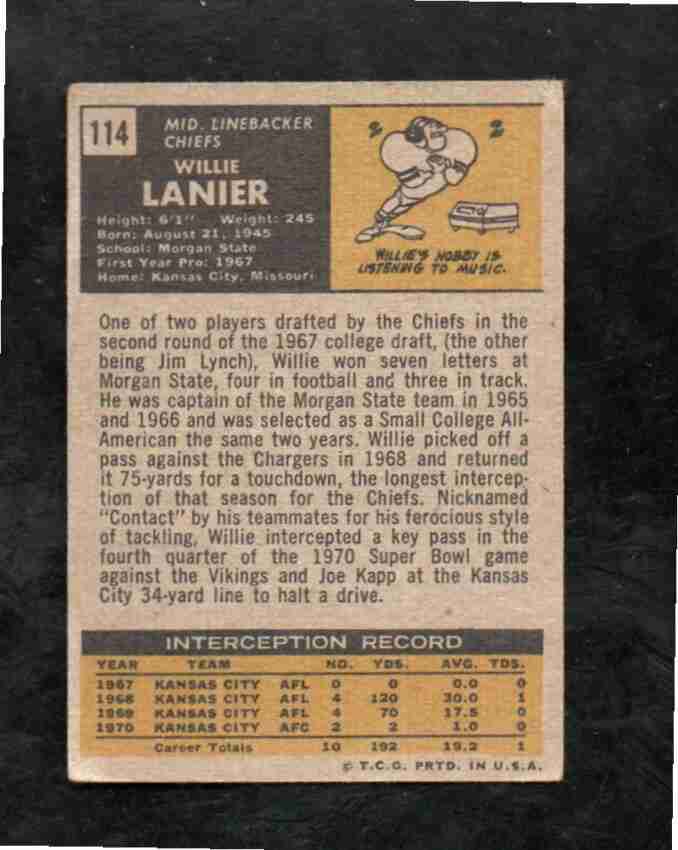 114
MID. LINEBACKER
CHIEFS
WILLIE
LANIER
Height: 6'1" Weight: 245
Born: August 21, 1945
School: Morgan State
First Year Pro: 1967
Home: Kansas City, Missouri
WILLIE'S HOBBY IS
LISTENING TO MUSIC.
One of two players drafted by the Chiefs in the
second round of the 1967 college draft, (the other
being Jim Lynch), Willie won seven letters at
Morgan State, four in football and three in track.
He was captain of the Morgan State team in 1965
and 1966 and was selected as a Small College All-
American the same two years. Willie picked off a
pass against the Chargers in 1968 and returned
it 75-yards for a touchdown, the longest intercep-
tion of that season for the Chiefs. Nicknamed
"Contact" by his teammates for his ferocious style
of tackling, Willie intercepted a key pass in the
fourth quarter of the 1970 Super Bowl game
against the Vikings and Joe Kapp at the Kansas
City 34-yard line to halt a drive.
INTERCEPTION RECORD
YEAR TEAM NO. YDS. AVG. TDS.
1967 KANSAS CITY AFL 0 0 0.0 0
1968 KANSAS CITY AFL 4 120 30.0 1
1969 KANSAS CITY AFL 4 70 17.5 0
1970 KANSAS CITY AFC 2 2 1.0 0
Career Totals 10 192 19.2 1
© T.C.G. PRTD. IN U.S.A.